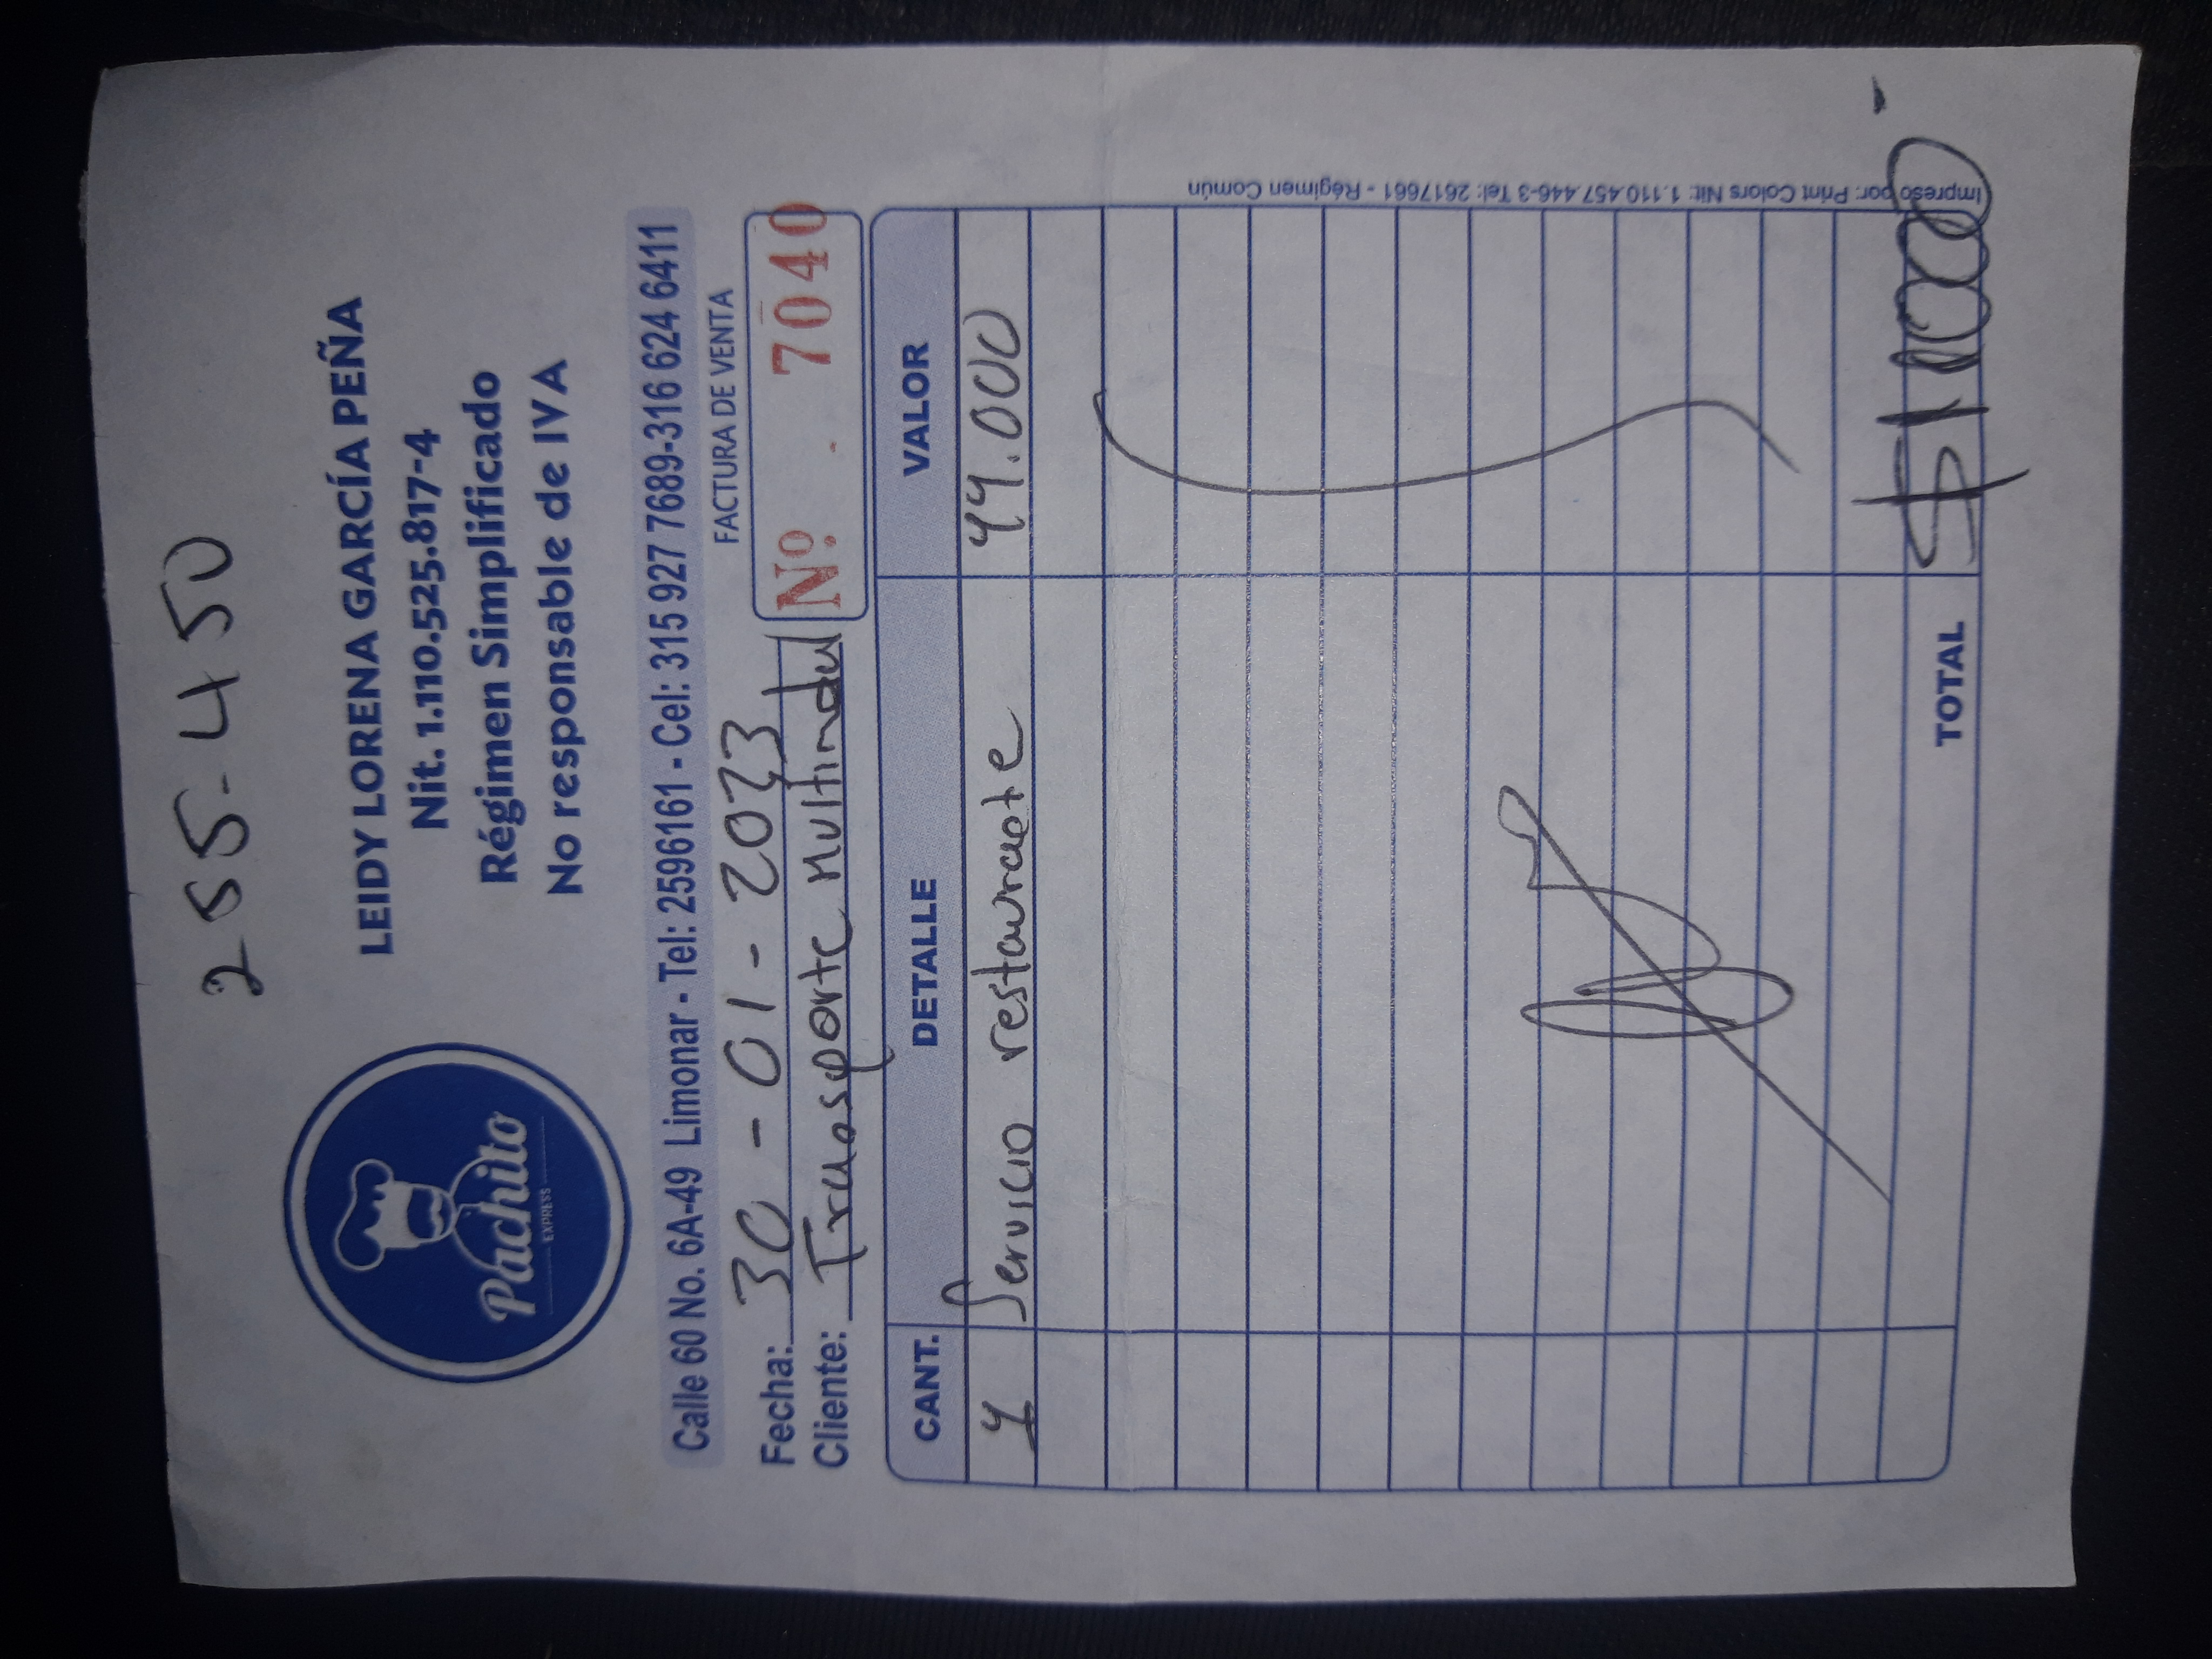 255-450
Pachito
EXPRESS
LEIDY LORENA GARCÍA PEÑA
Nit. 1.110.525.817-4
Régimen Simplificado
No responsable de IVA
Calle 60 No. 6A-49 Limonar - Tel: 2596161 - Cel: 315 927 7689-316 624 6411
FACTURA DE VENTA
Nº. 7040
Fecha: 30-01-2023
Cliente: Transporte Multimodal
CANT. DETALLE VALOR
1 Servicio restaurante 44.000
TOTAL
Impreso por: Print Colors Nit: 1.110.457.446-3 Tel: 2617661 - Régimen Común